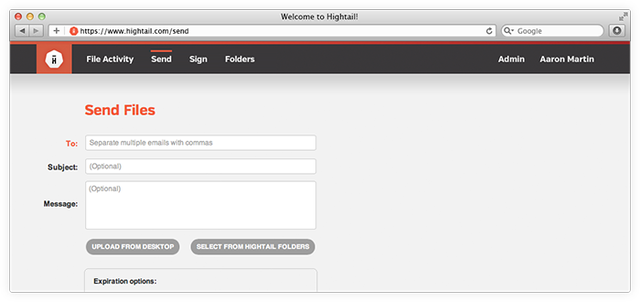 Welcome to Hightail!
https://www.hightail.com/send
Google
H
File Activity Send Sign Folders Admin Aaron Martin
Send Files
To: Separate multiple emails with commas
Subject: (Optional)
Message: (Optional)
UPLOAD FROM DESKTOP SELECT FROM HIGHTAIL FOLDERS
Expiration options: